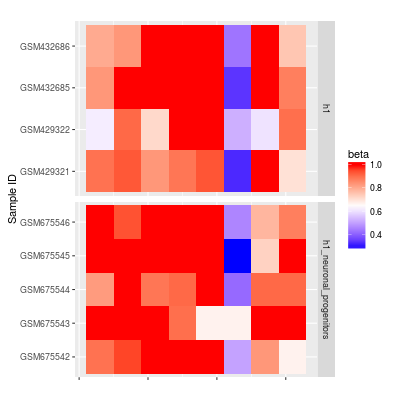 GSM432686
GSM432685
GSM429322
GSM429321
h1
GSM675546
GSM675545
GSM675544
GSM675543
GSM675542
h1_neuronal_progenitors
Sample ID
beta
1.0
0.8
0.6
0.4